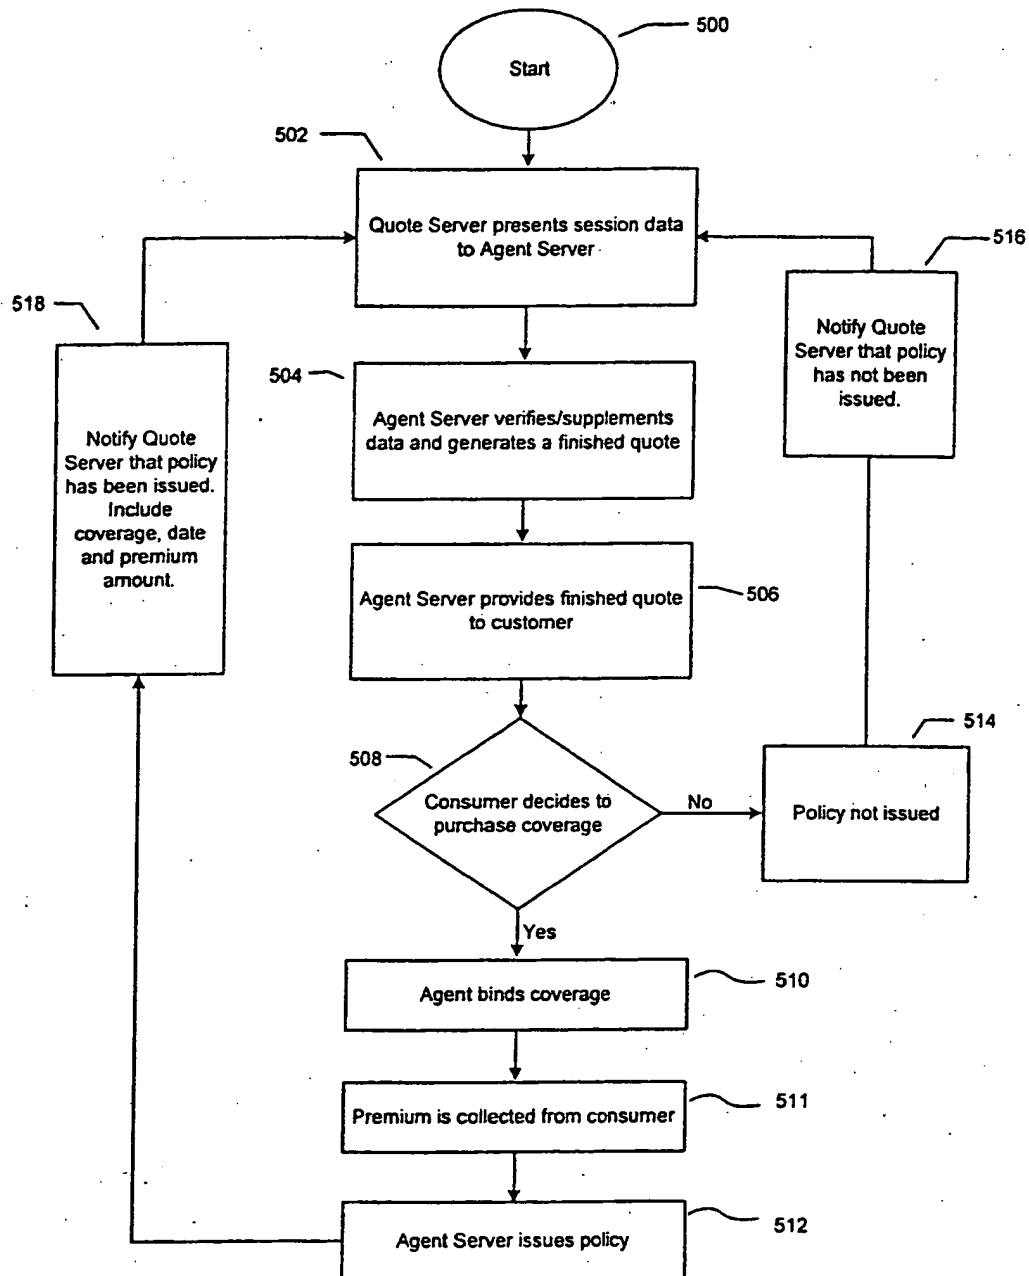 500
Start
502
Quote Server presents session data
to Agent Server
516
518
Notify Quote
Server that policy
has not been
issued.
504
Agent Server verifies/supplements
data and generates a finished quote
Notify Quote
Server that policy
has been issued.
Include
coverage, date
and premium
amount.
Agent Server provides finished quote
to customer
506
514
508
Consumer decides to
purchase coverage
No
Policy not issued
Yes
Agent binds coverage
510
Premium is collected from consumer
511
Agent Server issues policy
512